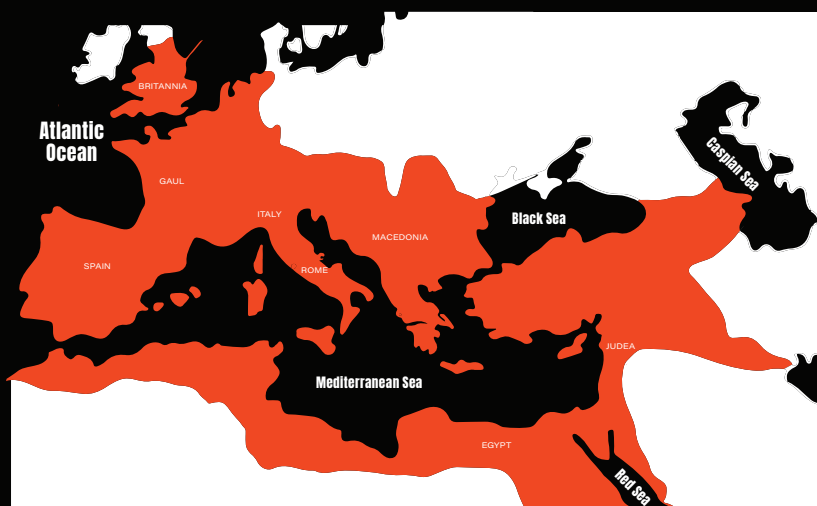 BRITANNIA
Atlantic
Ocean
Caspian Sea
GAUL
ITALY
Black Sea
MACEDONIA
SPAIN
ROME
JUDEA
Mediterranean Sea
EGYPT
Red Sea